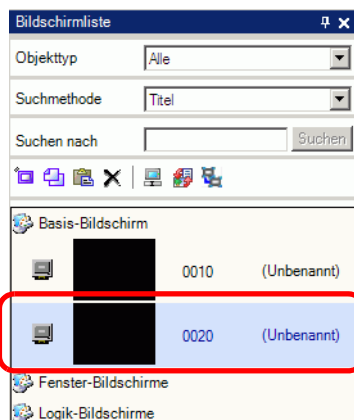 Bildschirmliste
Objekttyp Alle
Suchmethode Titel
Suchen nach Suchen
Basis-Bildschirm
0010 (Unbenannt)
0020 (Unbenannt)
Fenster-Bildschirme
Logik-Bildschirme